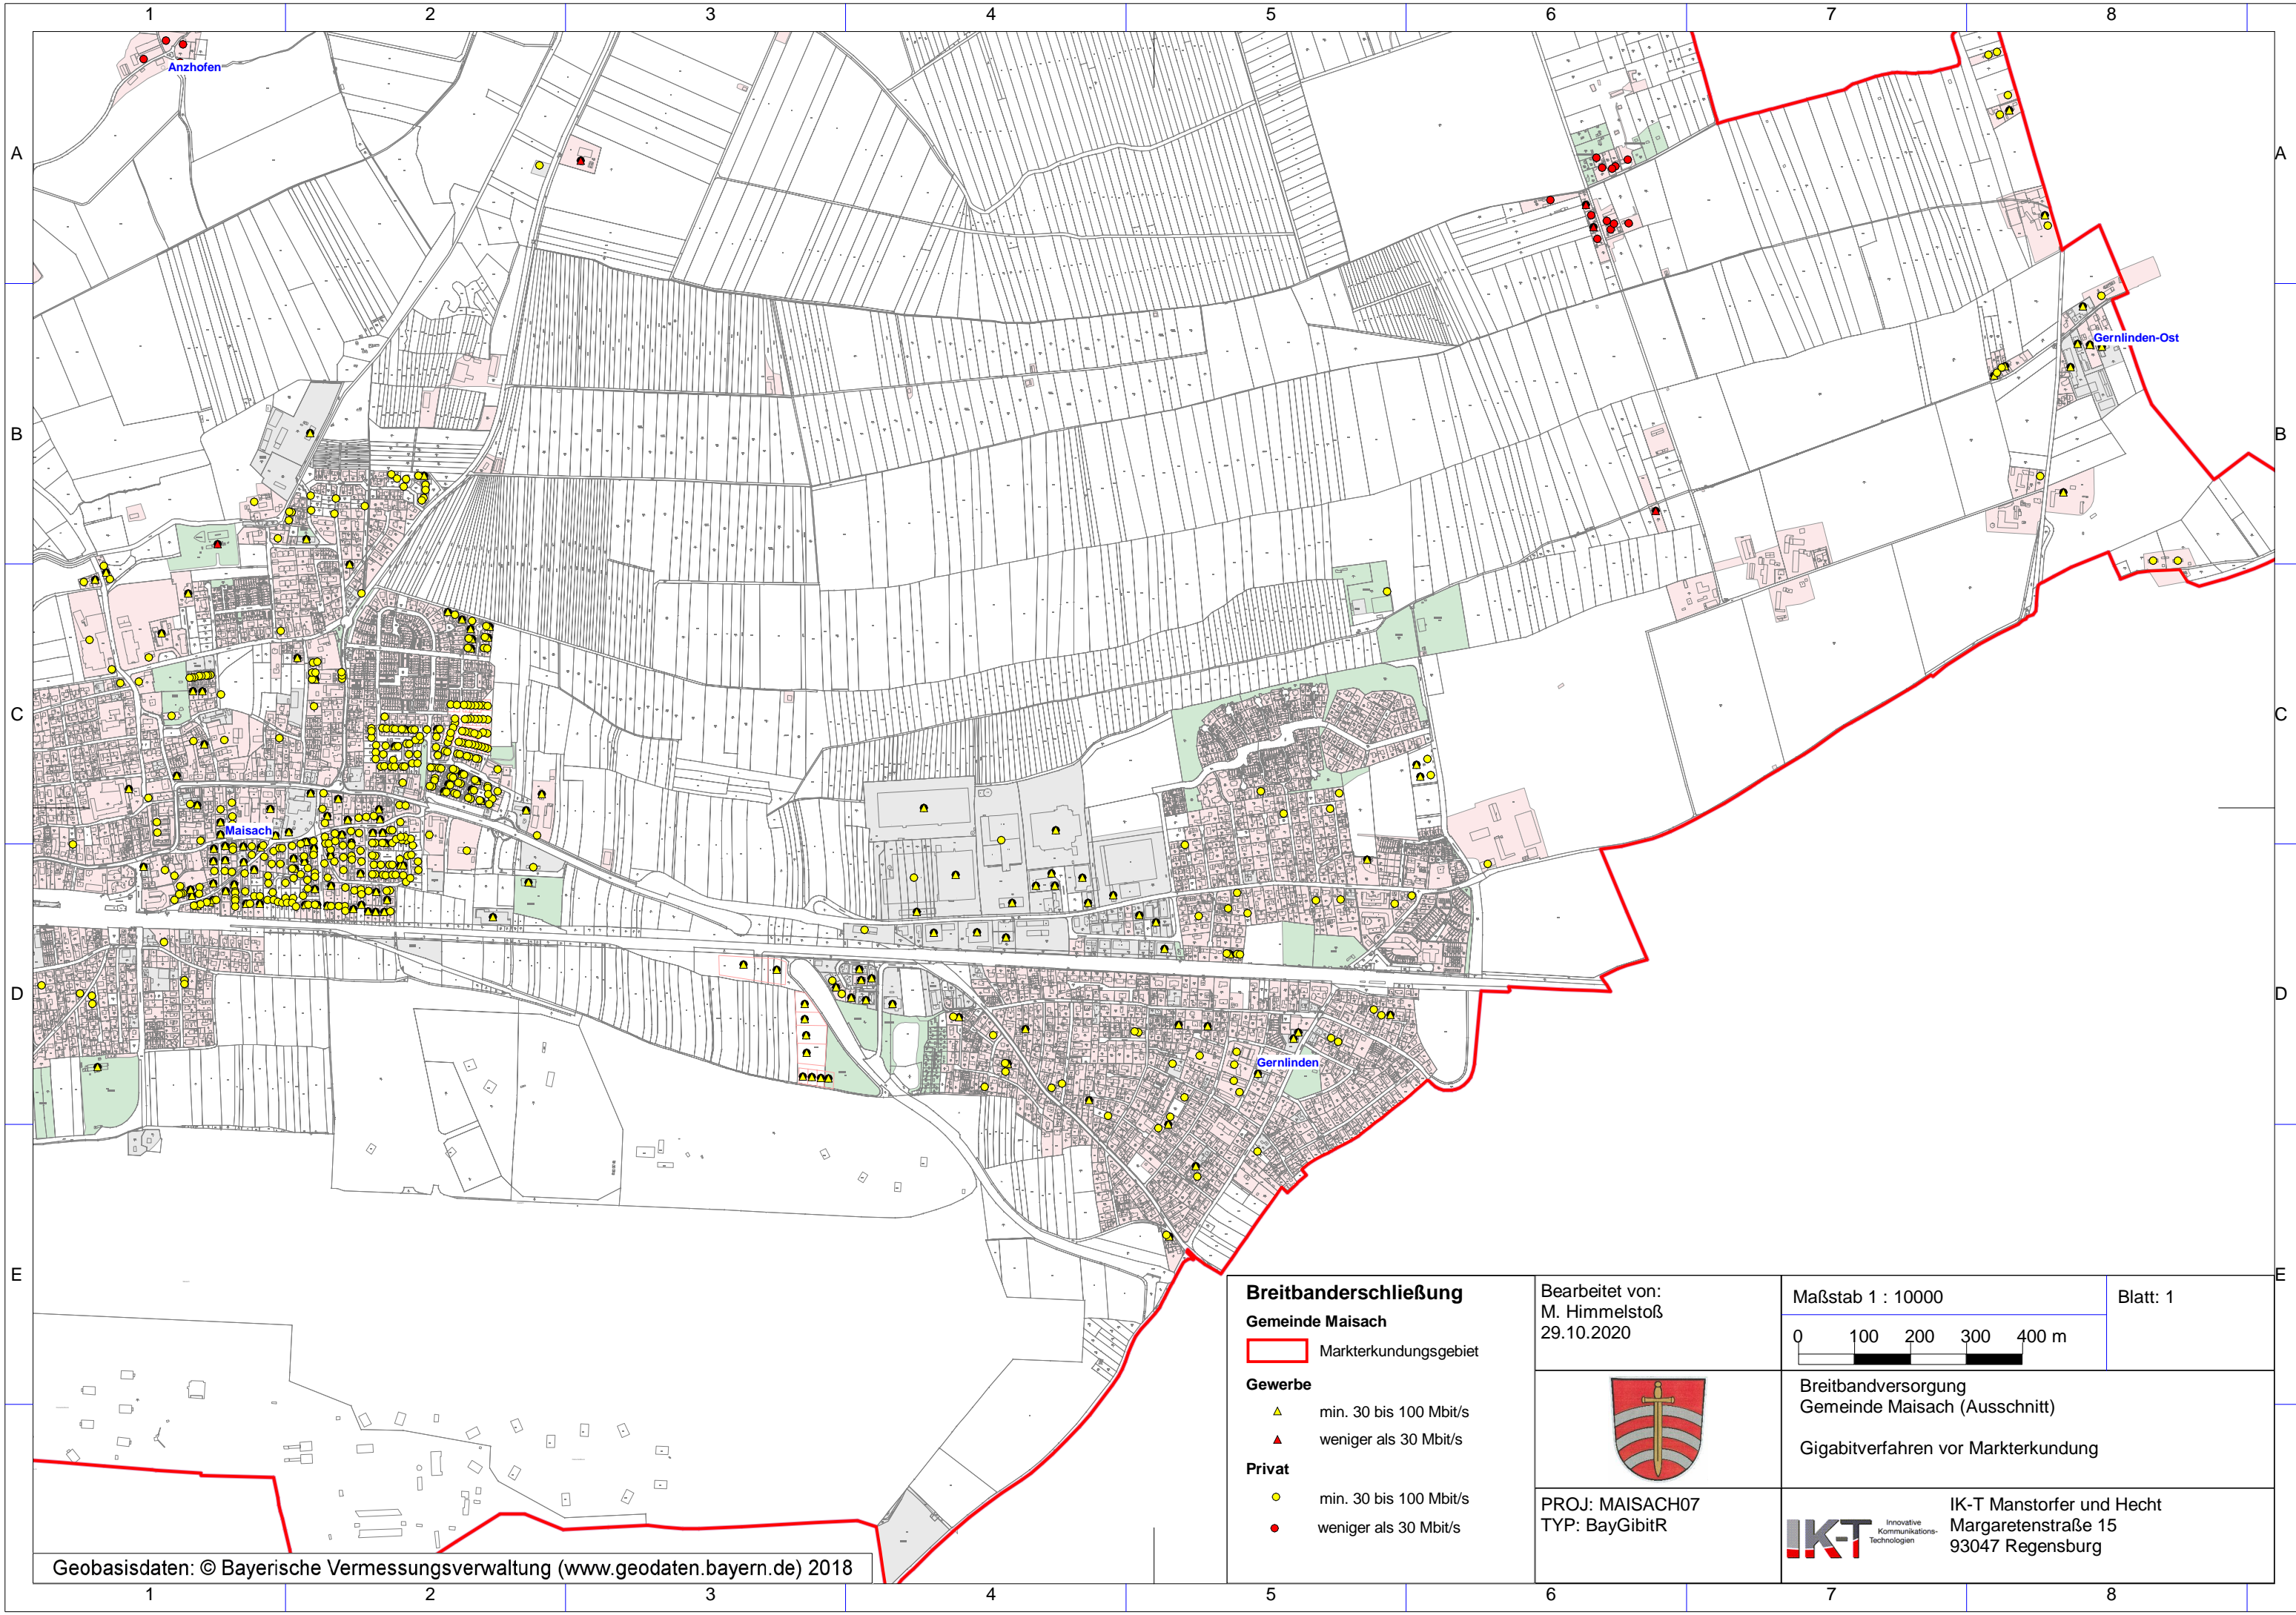 1 2 3 4 5 6 7 8
Anzhofen
A A
Gernlinden-Ost
B B
C C
Maisach
D D
Gernlinden
E E
Breitbanderschließung
Gemeinde Maisach
Markterkundungsgebiet
Gewerbe
min. 30 bis 100 Mbit/s
weniger als 30 Mbit/s
Privat
min. 30 bis 100 Mbit/s
weniger als 30 Mbit/s
Bearbeitet von:
M. Himmelstoß
29.10.2020
Maßstab 1 : 10000
0 100 200 300 400 m
Blatt: 1
Breitbandversorgung
Gemeinde Maisach (Ausschnitt)
Gigabitverfahren vor Markterkundung
PROJ: MAISACH07
TYP: BayGibitR
IK-T
Innovative
Kommunikations-
Technologien
IK-T Manstorfer und Hecht
Margaretenstraße 15
93047 Regensburg
Geobasisdaten: © Bayerische Vermessungsverwaltung (www.geodaten.bayern.de) 2018
1 2 3 4 5 6 7 8